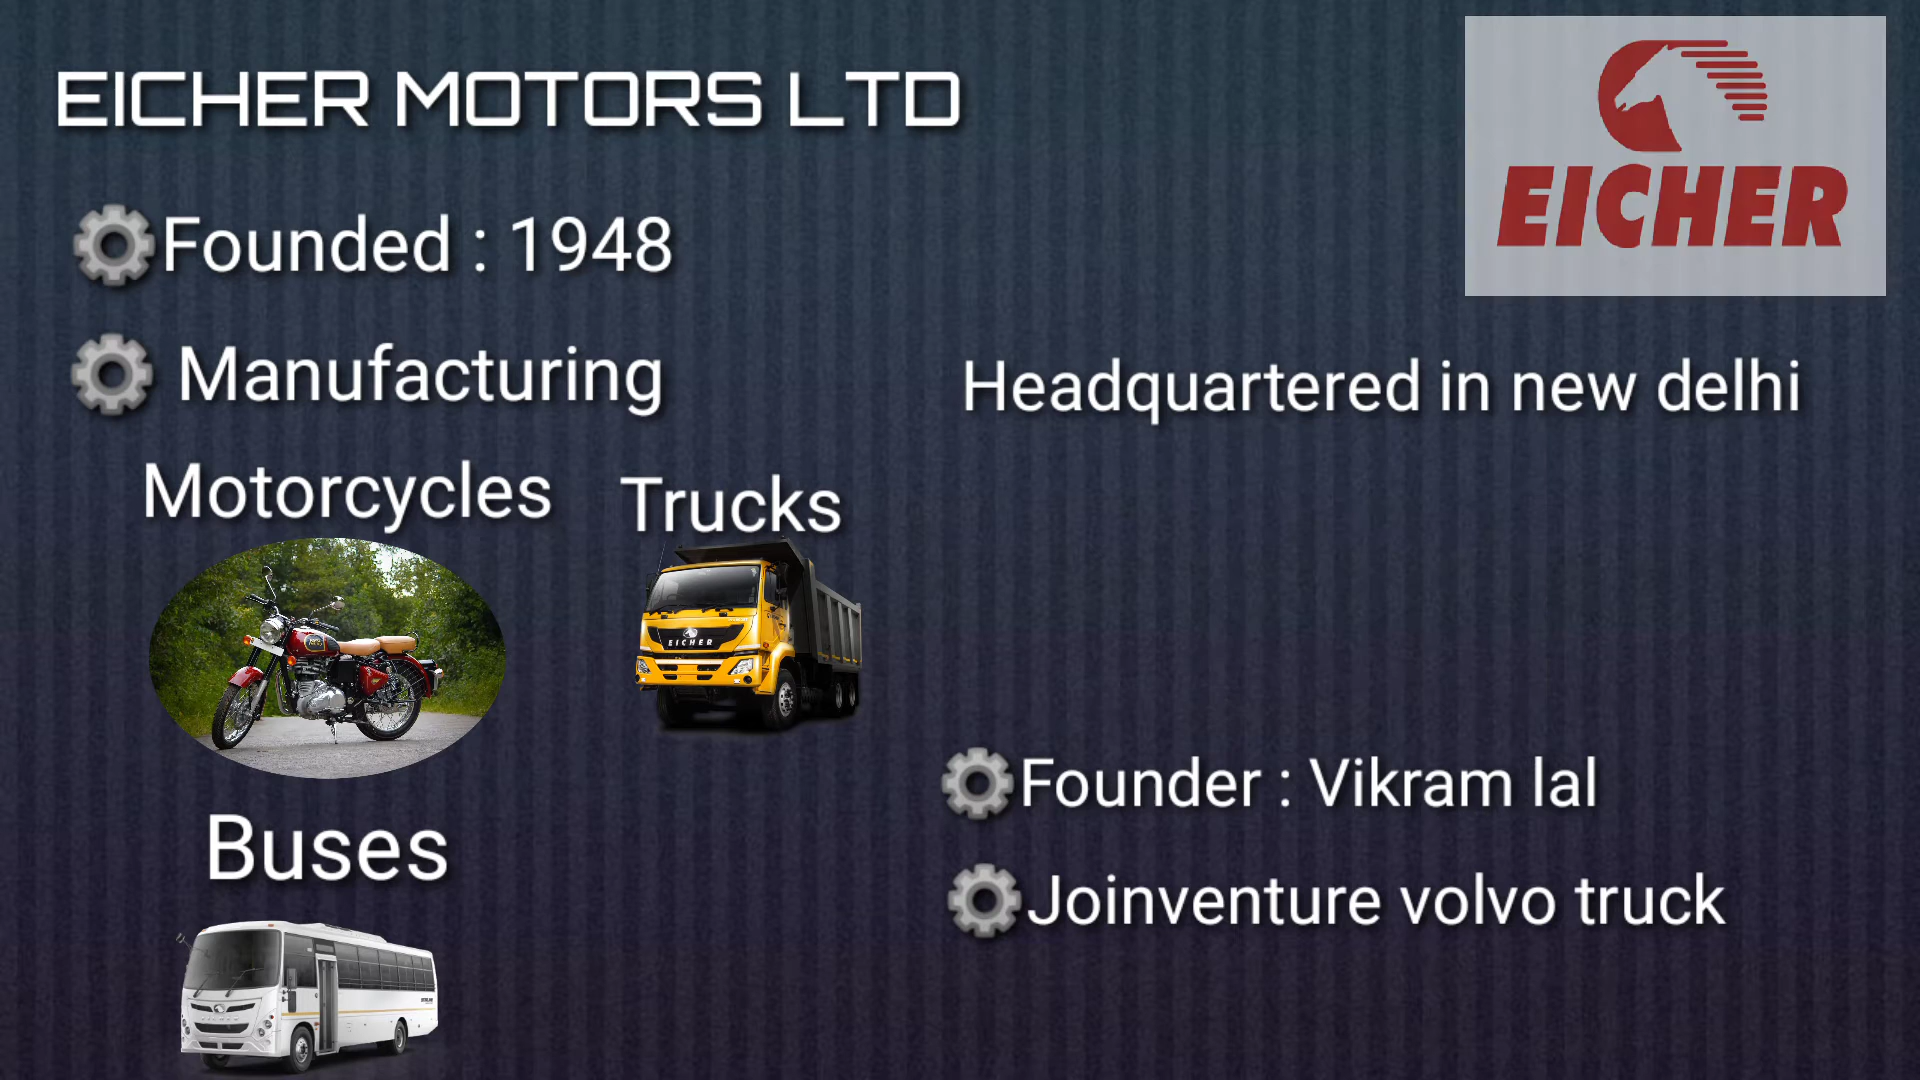 EICHER MOTORS LTD
EICHER
Founded : 1948
Manufacturing
Headquartered in new delhi
Motorcycles
Trucks
EICHER
Founder : Vikram lal
Buses
Joinventure volvo truck